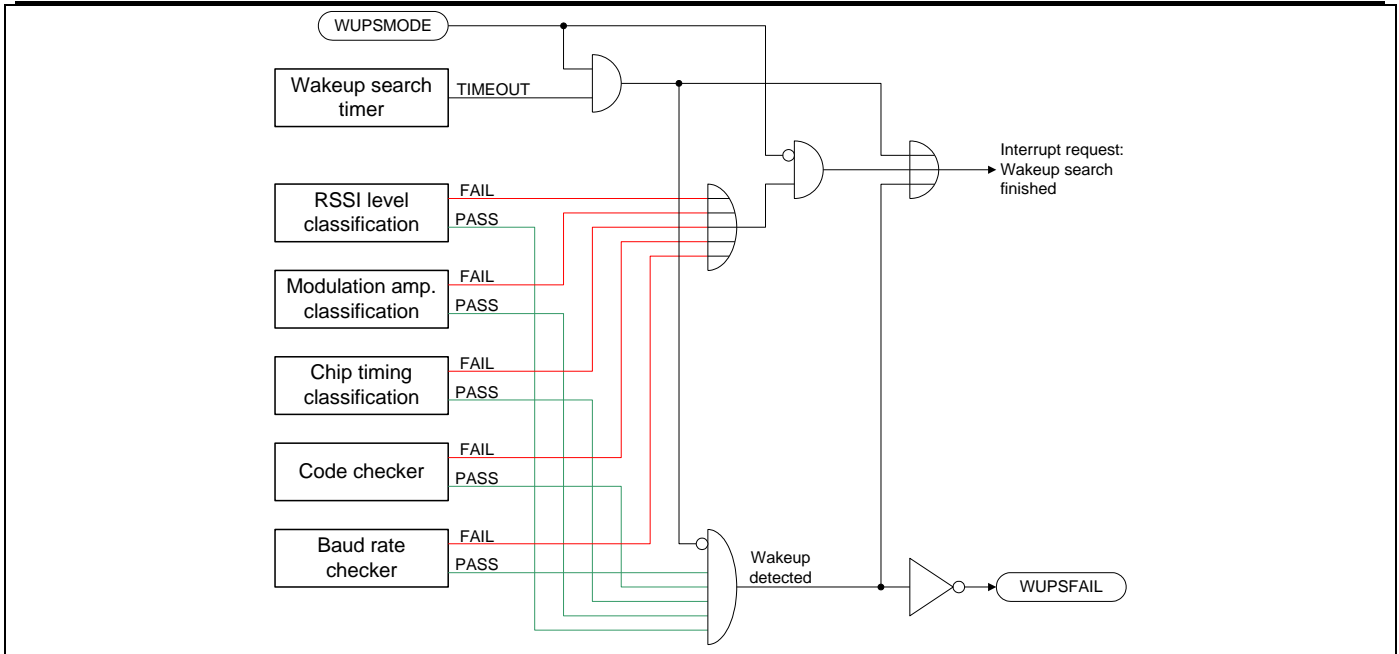 WUPSMODE
Wakeup search
timer
TIMEOUT
Interrupt request:
Wakeup search
finished
RSSI level
classification
FAIL
PASS
Modulation amp.
classification
FAIL
PASS
Chip timing
classification
FAIL
PASS
Code checker
FAIL
PASS
Baud rate
checker
FAIL
PASS
Wakeup
detected
WUPSFAIL